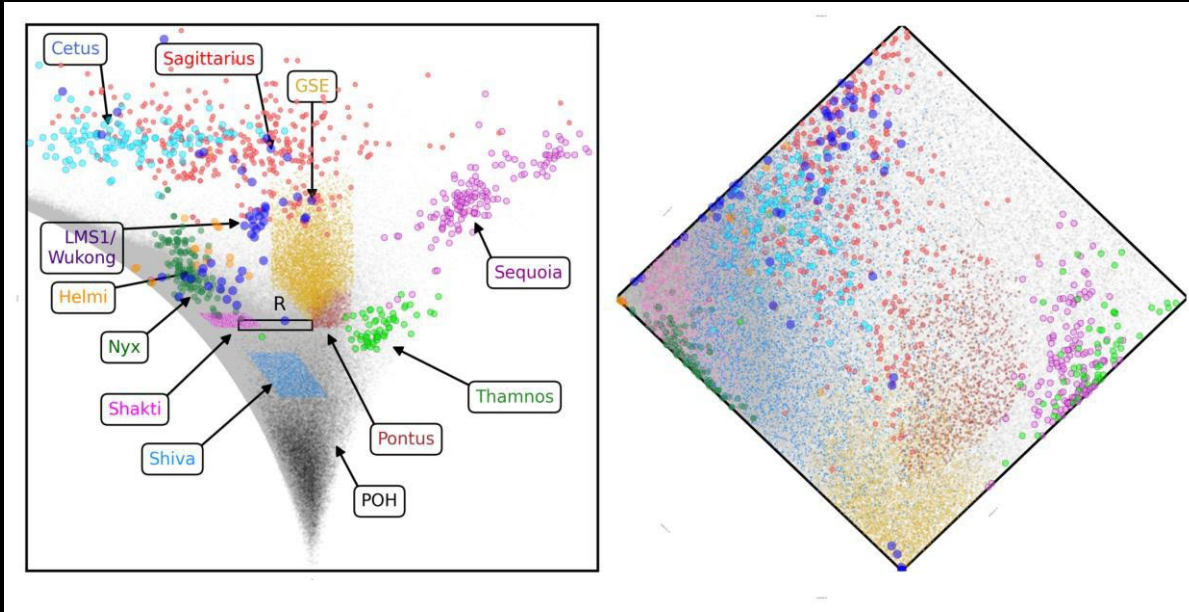 Cetus
Sagittarius
GSE
LMS1/
Wukong
Helmi
R
Sequoia
Nyx
Shakti
Thamnos
Shiva
Pontus
POH